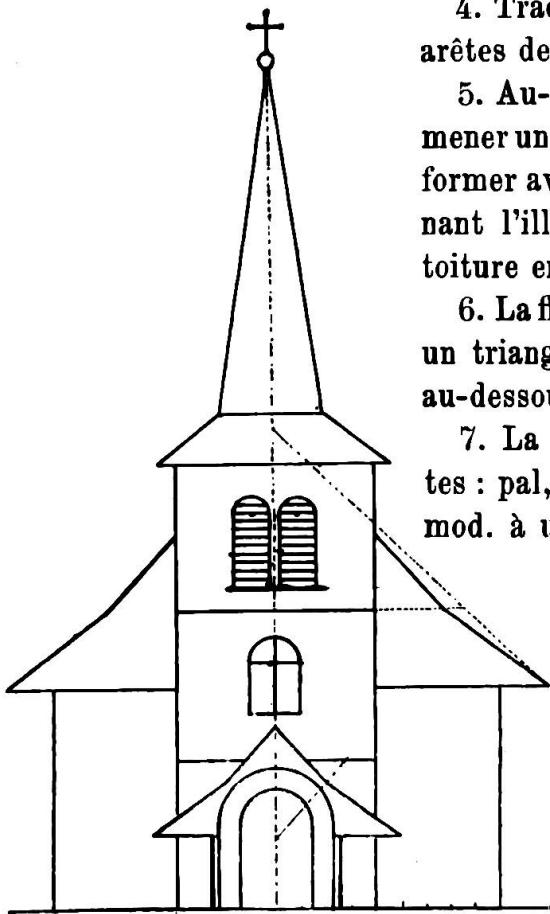 4. Trac
arêtes de
5. Au-
mener un
former av
nant l'ill
toiture en
6. La fl
un triang
au-dessou
7. La
tes : pal,
mod. à u